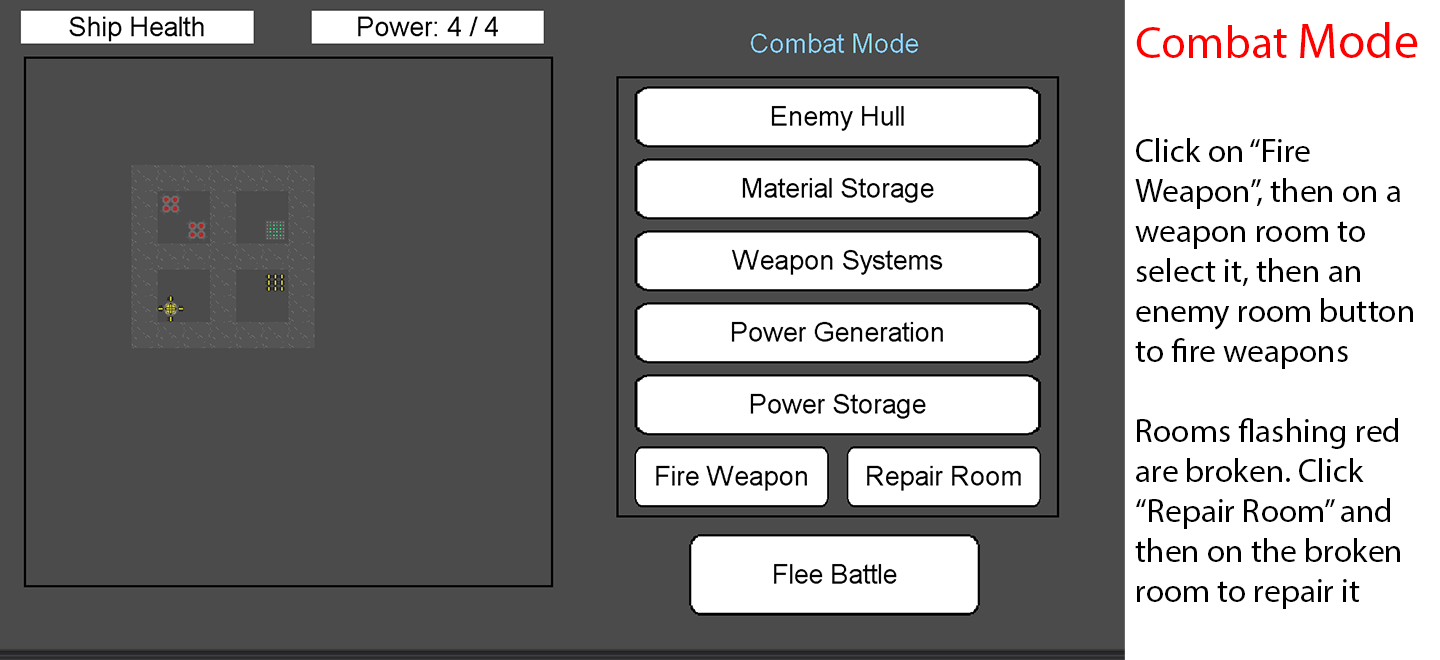 Ship Health
Power: 4 / 4
Combat Mode
Enemy Hull
Material Storage
Weapon Systems
Power Generation
Power Storage
Fire Weapon
Repair Room
Flee Battle
Combat Mode
Click on “Fire
Weapon”, then on a
weapon room to
select it, then an
enemy room button
to fire weapons
Rooms flashing red
are broken. Click
“Repair Room” and
then on the broken
room to repair it